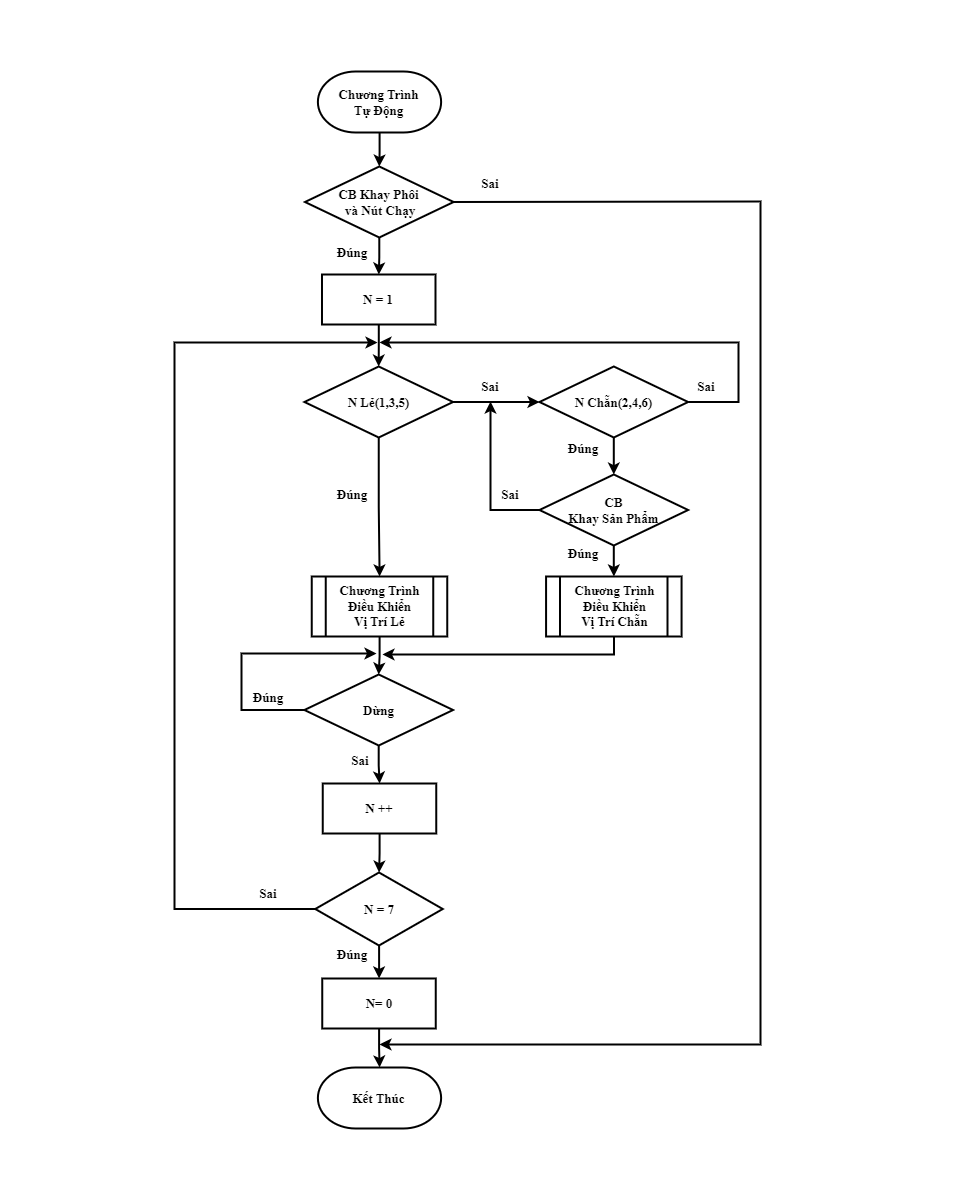 Chương Trình
Tự Động
CB Khay Phôi
và Nút Chạy
Sai
Đúng
N = 1
N Lẻ(1,3,5)
Sai
N Chẵn(2,4,6)
Sai
Đúng
Đúng
Sai
CB
Khay Sản Phẩm
Đúng
Chương Trình
Điều Khiển
Vị Trí Lẻ
Chương Trình
Điều Khiển
Vị Trí Chẵn
Đúng
Dừng
Sai
N ++
Sai
N = 7
Đúng
N= 0
Kết Thúc